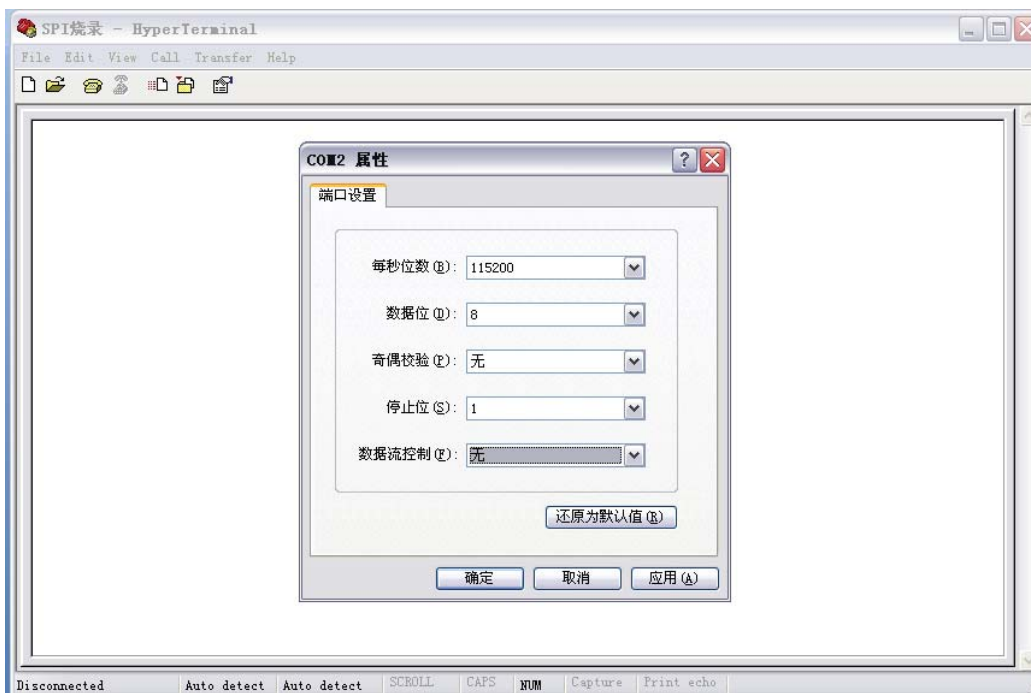 SPI烧录 - HyperTerminal
File Edit View Call Transfer Help
COM2 属性
端口设置
每秒位数(B): 115200
数据位(D): 8
奇偶校验(P): 无
停止位(S): 1
数据流控制(F): 无
还原为默认值(R)
确定 取消 应用(A)
Disconnected Auto detect Auto detect SCROLL CAPS NUM Capture Print echo